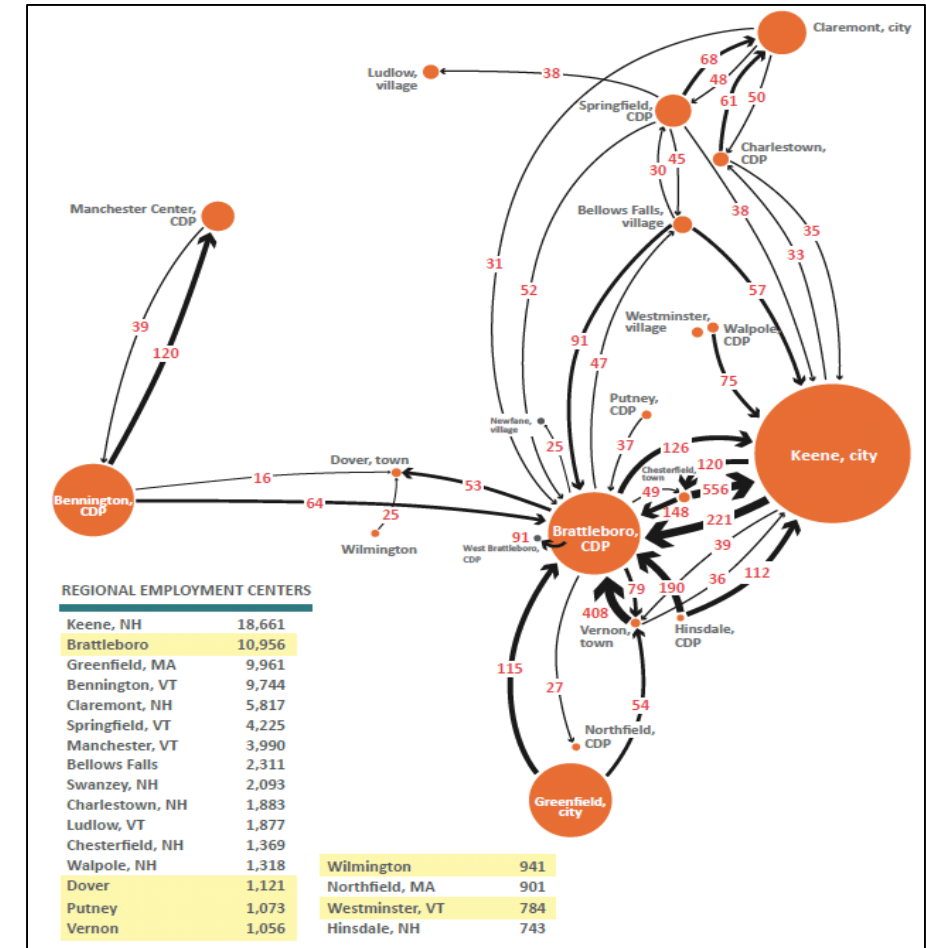 Claremont, city
68
Ludlow,
village
38
48
61
50
Springfield,
CDP
Charlestown,
CDP
45
30
Manchester Center,
CDP
Bellows Falls,
village
38
35
33
31
52
57
39
120
Westminster,
village
Walpole,
CDP
91
47
75
Putney,
CDP
Newfane,
village
25
37
126
Keene, city
Dover, town
120
Chesterfield,
town
16
53
49
556
148
Bennington,
CDP
64
25
221
Wilmington
91
West Brattleboro,
CDP
Brattleboro,
CDP
39
36
112
79
190
408
Vernon,
town
Hinsdale,
CDP
115
27
54
Northfield,
CDP
Greenfield,
city
REGIONAL EMPLOYMENT CENTERS
Keene, NH 18,661
Brattleboro 10,956
Greenfield, MA 9,961
Bennington, VT 9,744
Claremont, NH 5,817
Springfield, VT 4,225
Manchester, VT 3,990
Bellows Falls 2,311
Swanzey, NH 2,093
Charlestown, NH 1,883
Ludlow, VT 1,877
Chesterfield, NH 1,369
Walpole, NH 1,318
Dover 1,121
Putney 1,073
Vernon 1,056
Wilmington 941
Northfield, MA 901
Westminster, VT 784
Hinsdale, NH 743